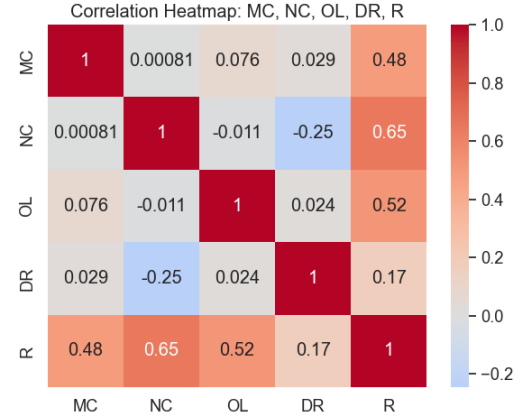 Correlation Heatmap: MC, NC, OL, DR, R
MC 1 0.00081 0.076 0.029 0.48
NC 0.00081 1 -0.011 -0.25 0.65
OL 0.076 -0.011 1 0.024 0.52
DR 0.029 -0.25 0.024 1 0.17
R 0.48 0.65 0.52 0.17 1
MC NC OL DR R
1.0
0.8
0.6
0.4
0.2
0.0
−0.2